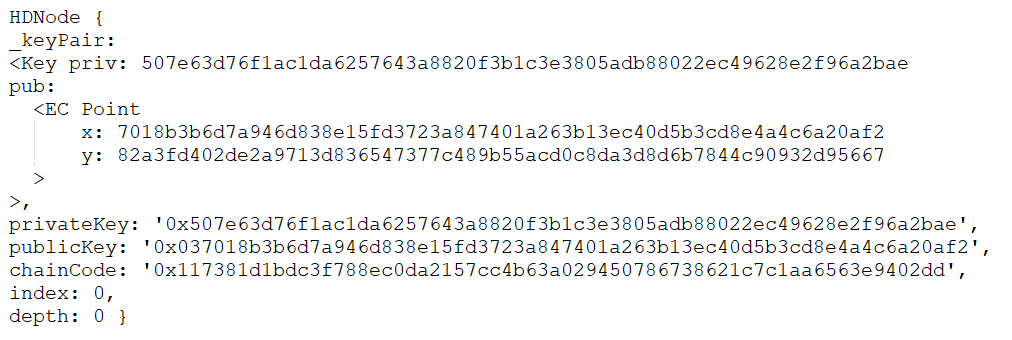 HDNode {
_keyPair:
<Key priv: 507e63d76f1ac1da6257643a8820f3b1c3e3805adb88022ec49628e2f96a2bae
pub:
<EC Point
x: 7018b3b6d7a946d838e15fd3723a847401a263b13ec40d5b3cd8e4a4c6a20af2
y: 82a3fd402de2a9713d836547377c489b55acd0c8da3d8d6b7844c90932d95667
>
>,
privateKey: '0x507e63d76f1ac1da6257643a8820f3b1c3e3805adb88022ec49628e2f96a2bae',
publicKey: '0x037018b3b6d7a946d838e15fd3723a847401a263b13ec40d5b3cd8e4a4c6a20af2',
chainCode: '0x117381d1bdc3f788ec0da2157cc4b63a029450786738621c7c1aa6563e9402dd',
index: 0,
depth: 0 }